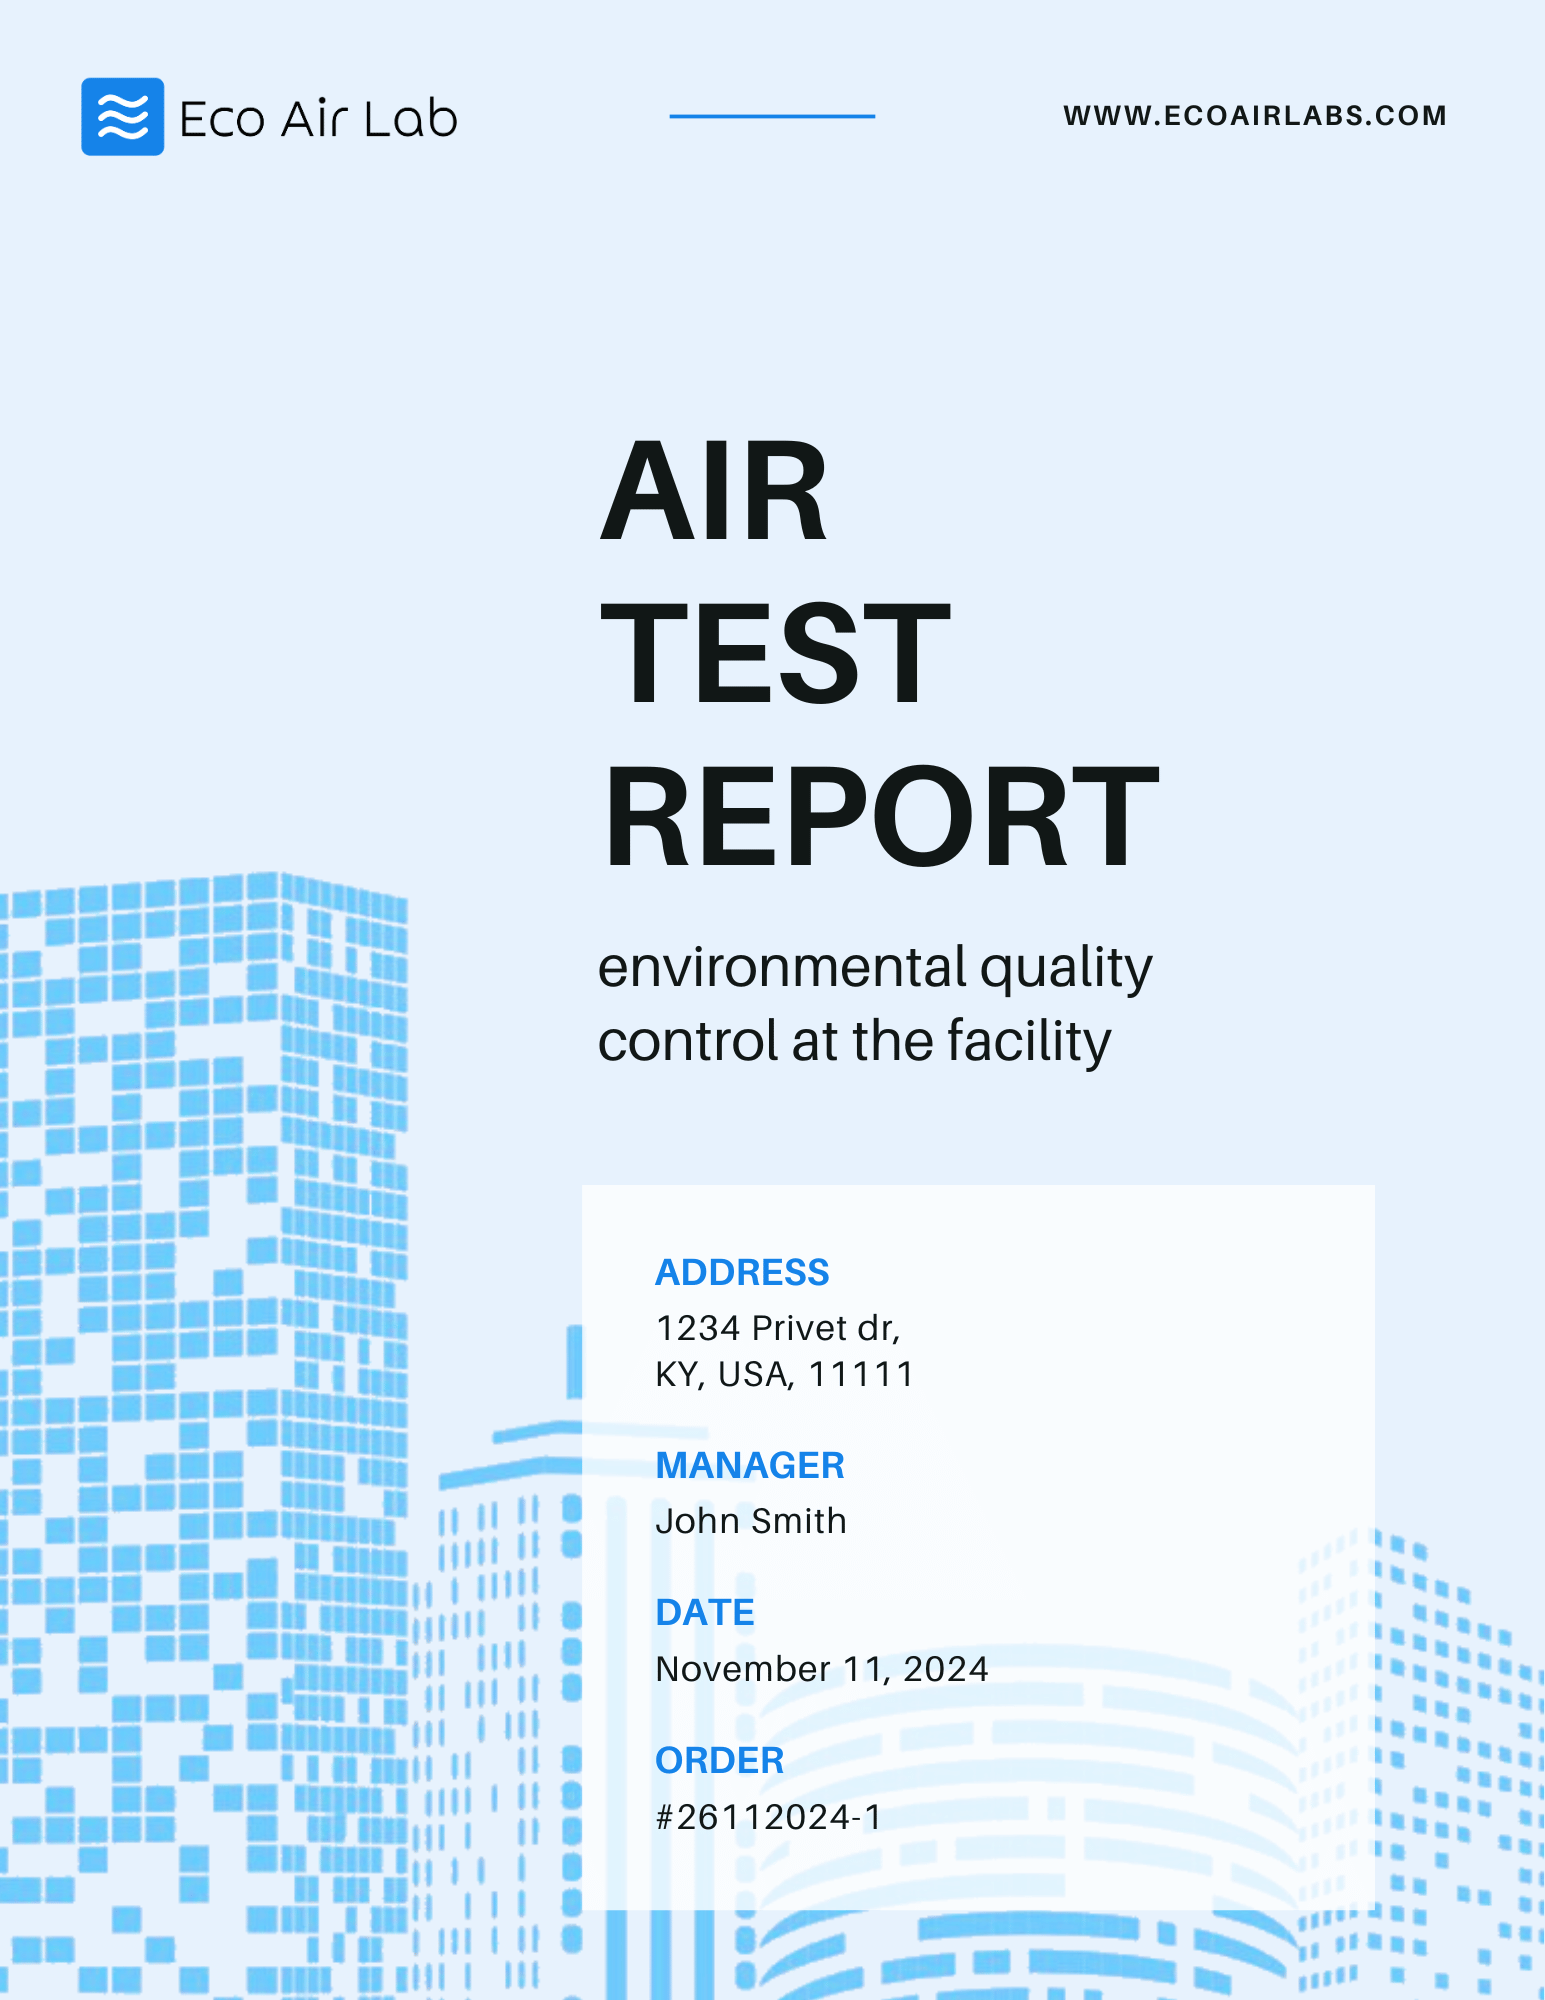 Eco Air Lab
WWW.ECOAIRLABS.COM
AIR
TEST
REPORT
environmental quality
control at the facility
ADDRESS
1234 Privet dr,
KY, USA, 11111
MANAGER
John Smith
DATE
November 11, 2024
ORDER
#26112024-1